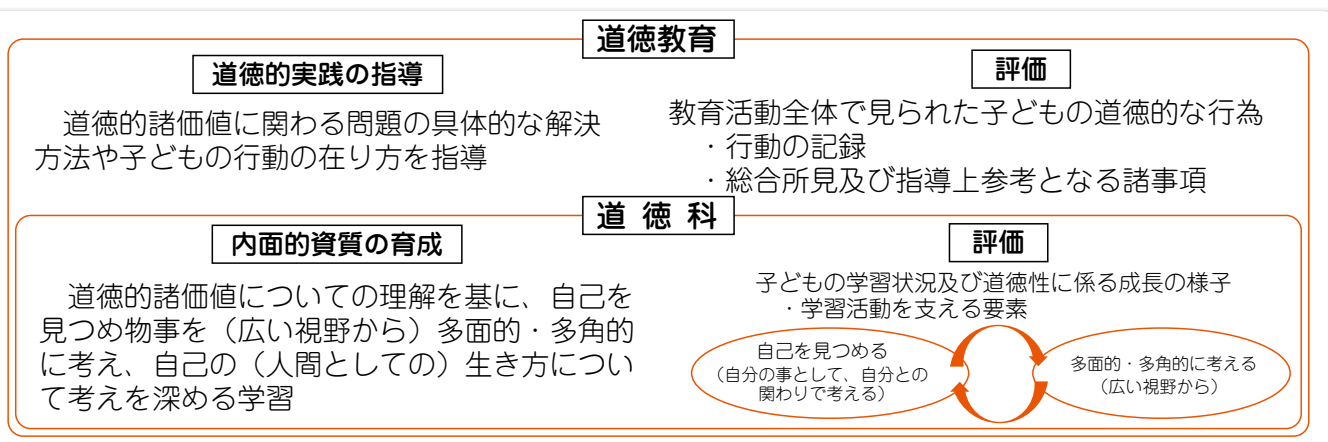 道徳教育
道徳的実践の指導
道徳的諸価値に関わる問題の具体的な解決
方法や子どもの行動の在り方を指導
評価
教育活動全体で見られた子どもの道徳的な行為
・行動の記録
・総合所見及び指導上参考となる諸事項
道 徳 科
内面的資質の育成
道徳的諸価値についての理解を基に、自己を
見つめ物事を（広い視野から）多面的・多角的
に考え、自己の（人間としての）生き方につい
て考えを深める学習
評価
子どもの学習状況及び道徳性に係る成長の様子
・学習活動を支える要素
自己を見つめる
（自分の事として、自分との
関わりで考える）
多面的・多角的に考える
（広い視野から）